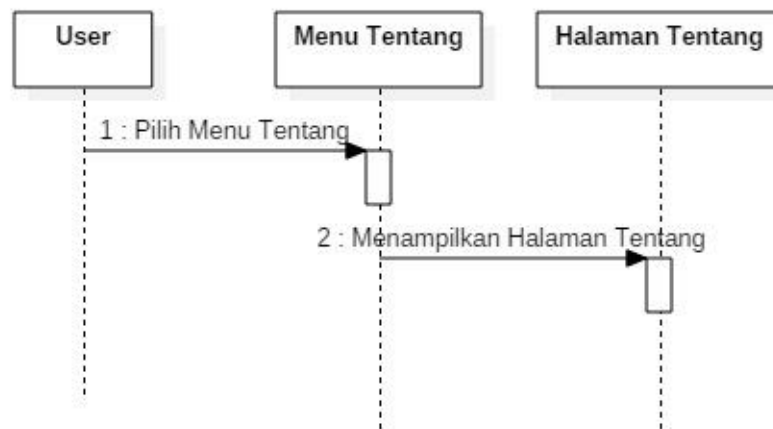 User
Menu Tentang
Halaman Tentang
1 : Pilih Menu Tentang
2 : Menampilkan Halaman Tentang